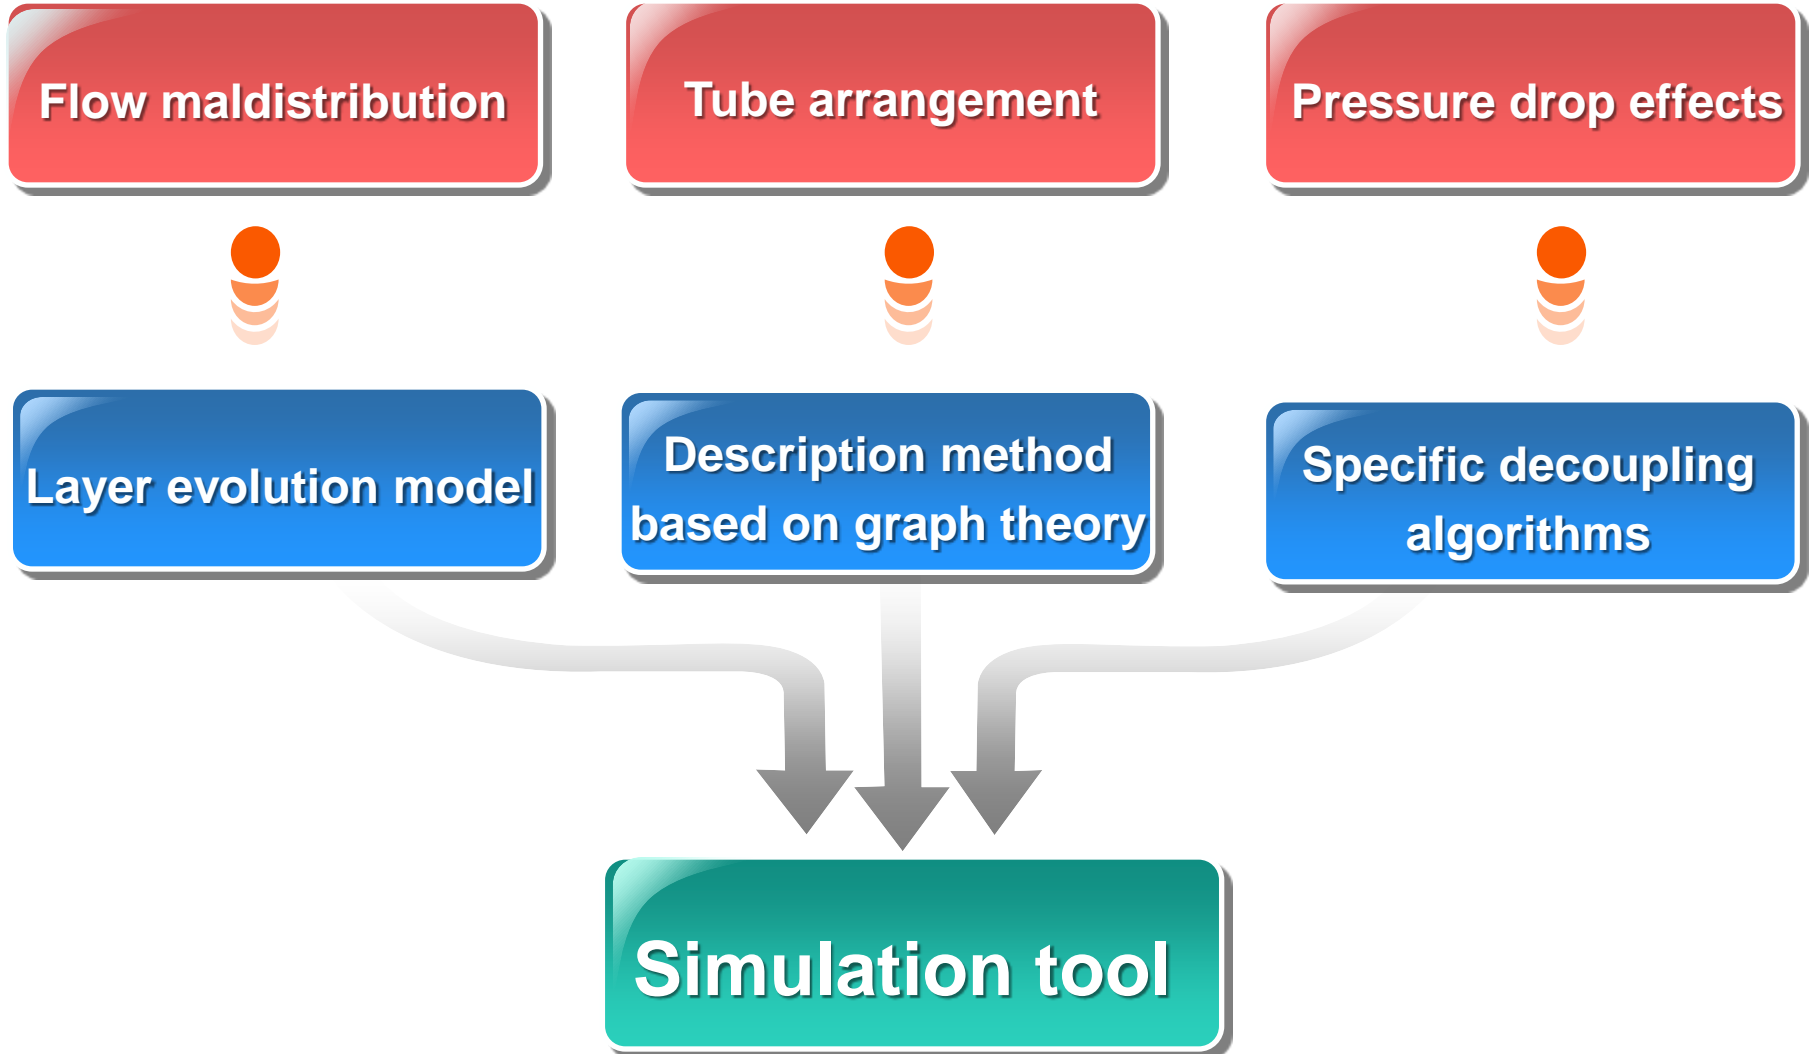 Flow maldistribution
Tube arrangement
Pressure drop effects
Layer evolution model
Description method
based on graph theory
Specific decoupling
algorithms
Simulation tool